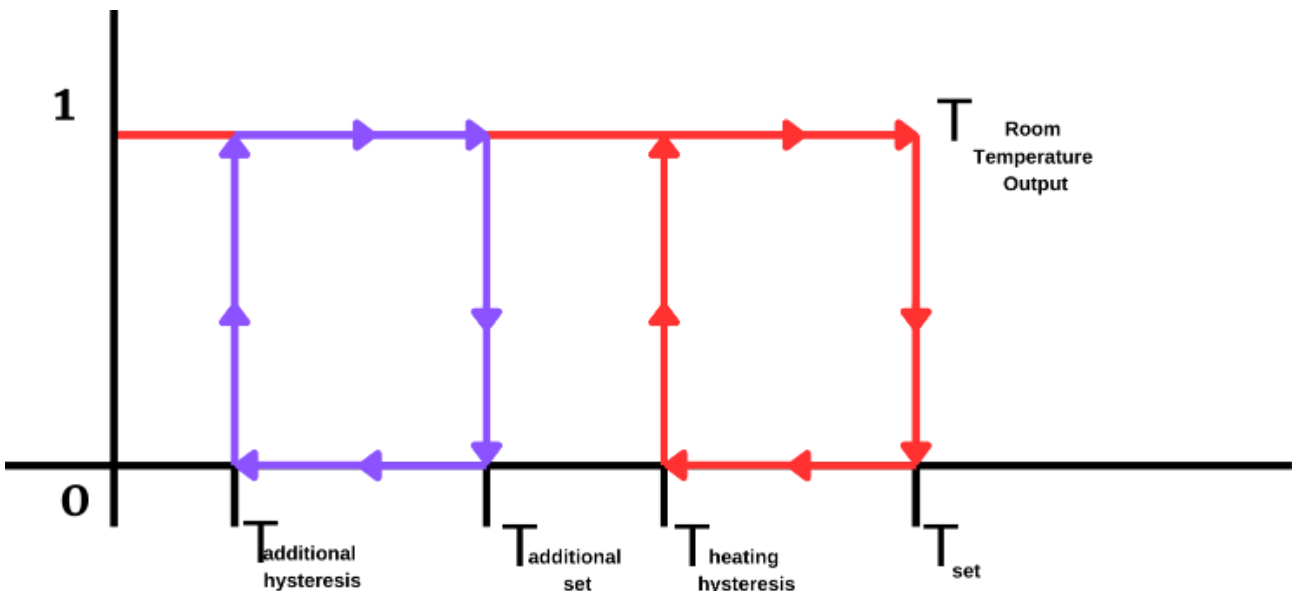 1
T Room
Temperature
Output
0
T additional
hysteresis
T additional
set
T heating
hysteresis
T set